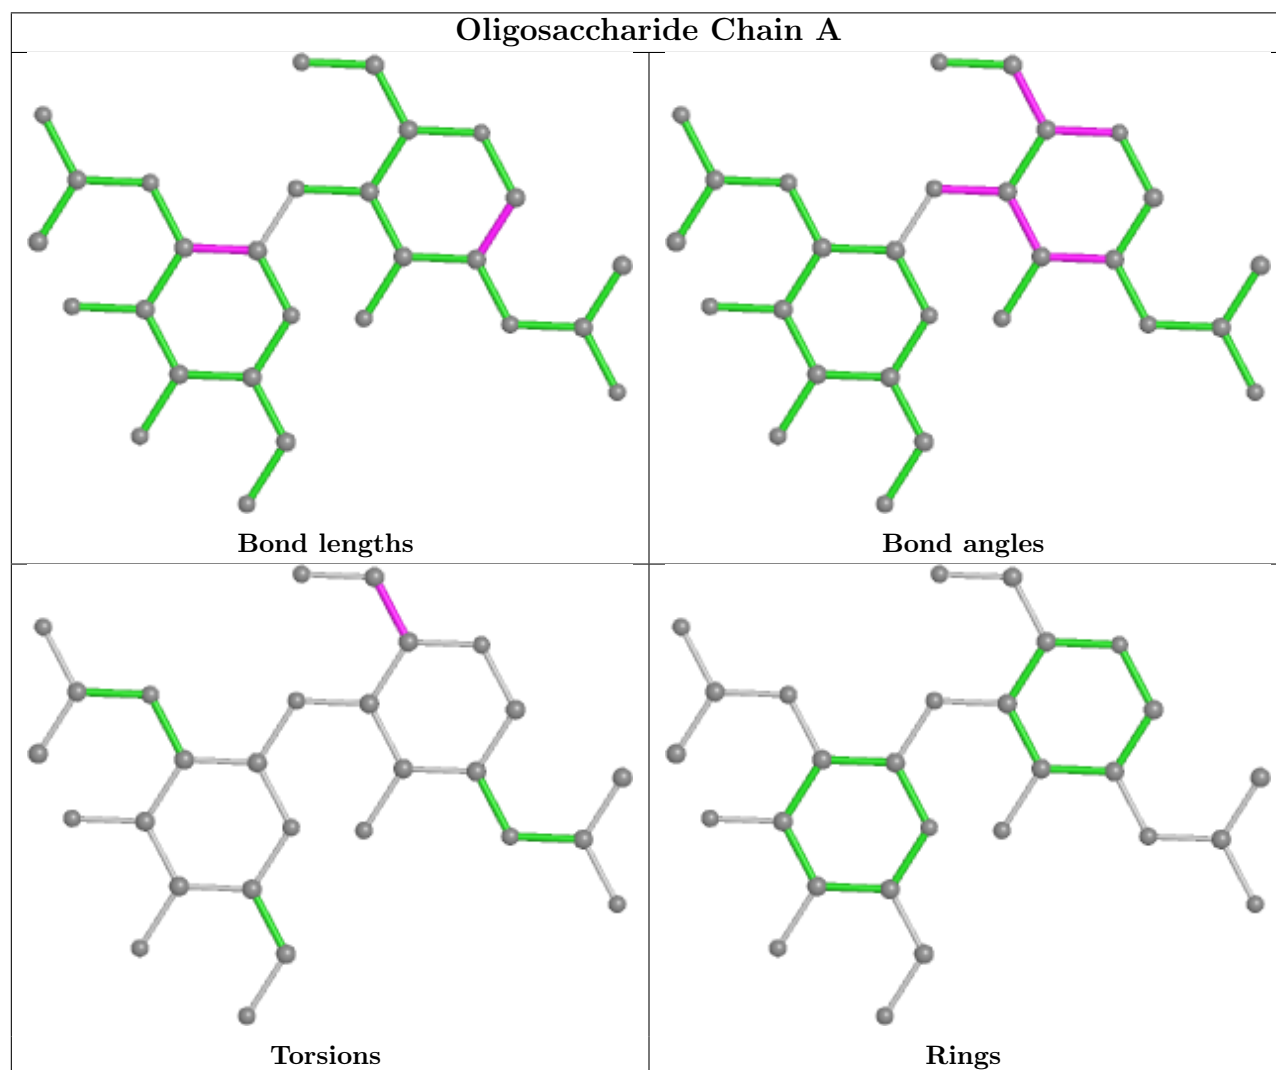 Oligosaccharide Chain A
Bond lengths
Bond angles
Torsions
Rings